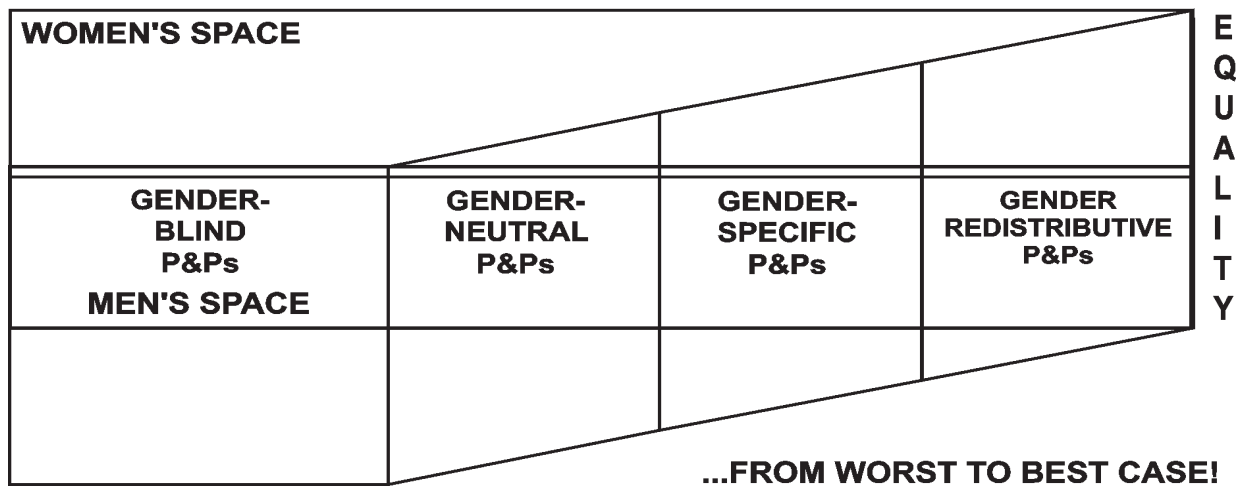 WOMEN'S SPACE
GENDER-
BLIND
P&Ps
MEN'S SPACE
GENDER-
NEUTRAL
P&Ps
GENDER-
SPECIFIC
P&Ps
GENDER
REDISTRIBUTIVE
P&Ps
EQUALITY
...FROM WORST TO BEST CASE!